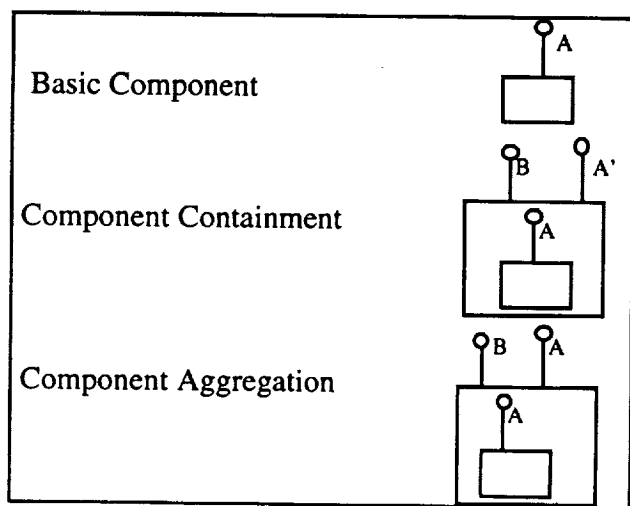 A
Basic Component
B A'
Component Containment
A
B A
Component Aggregation
A